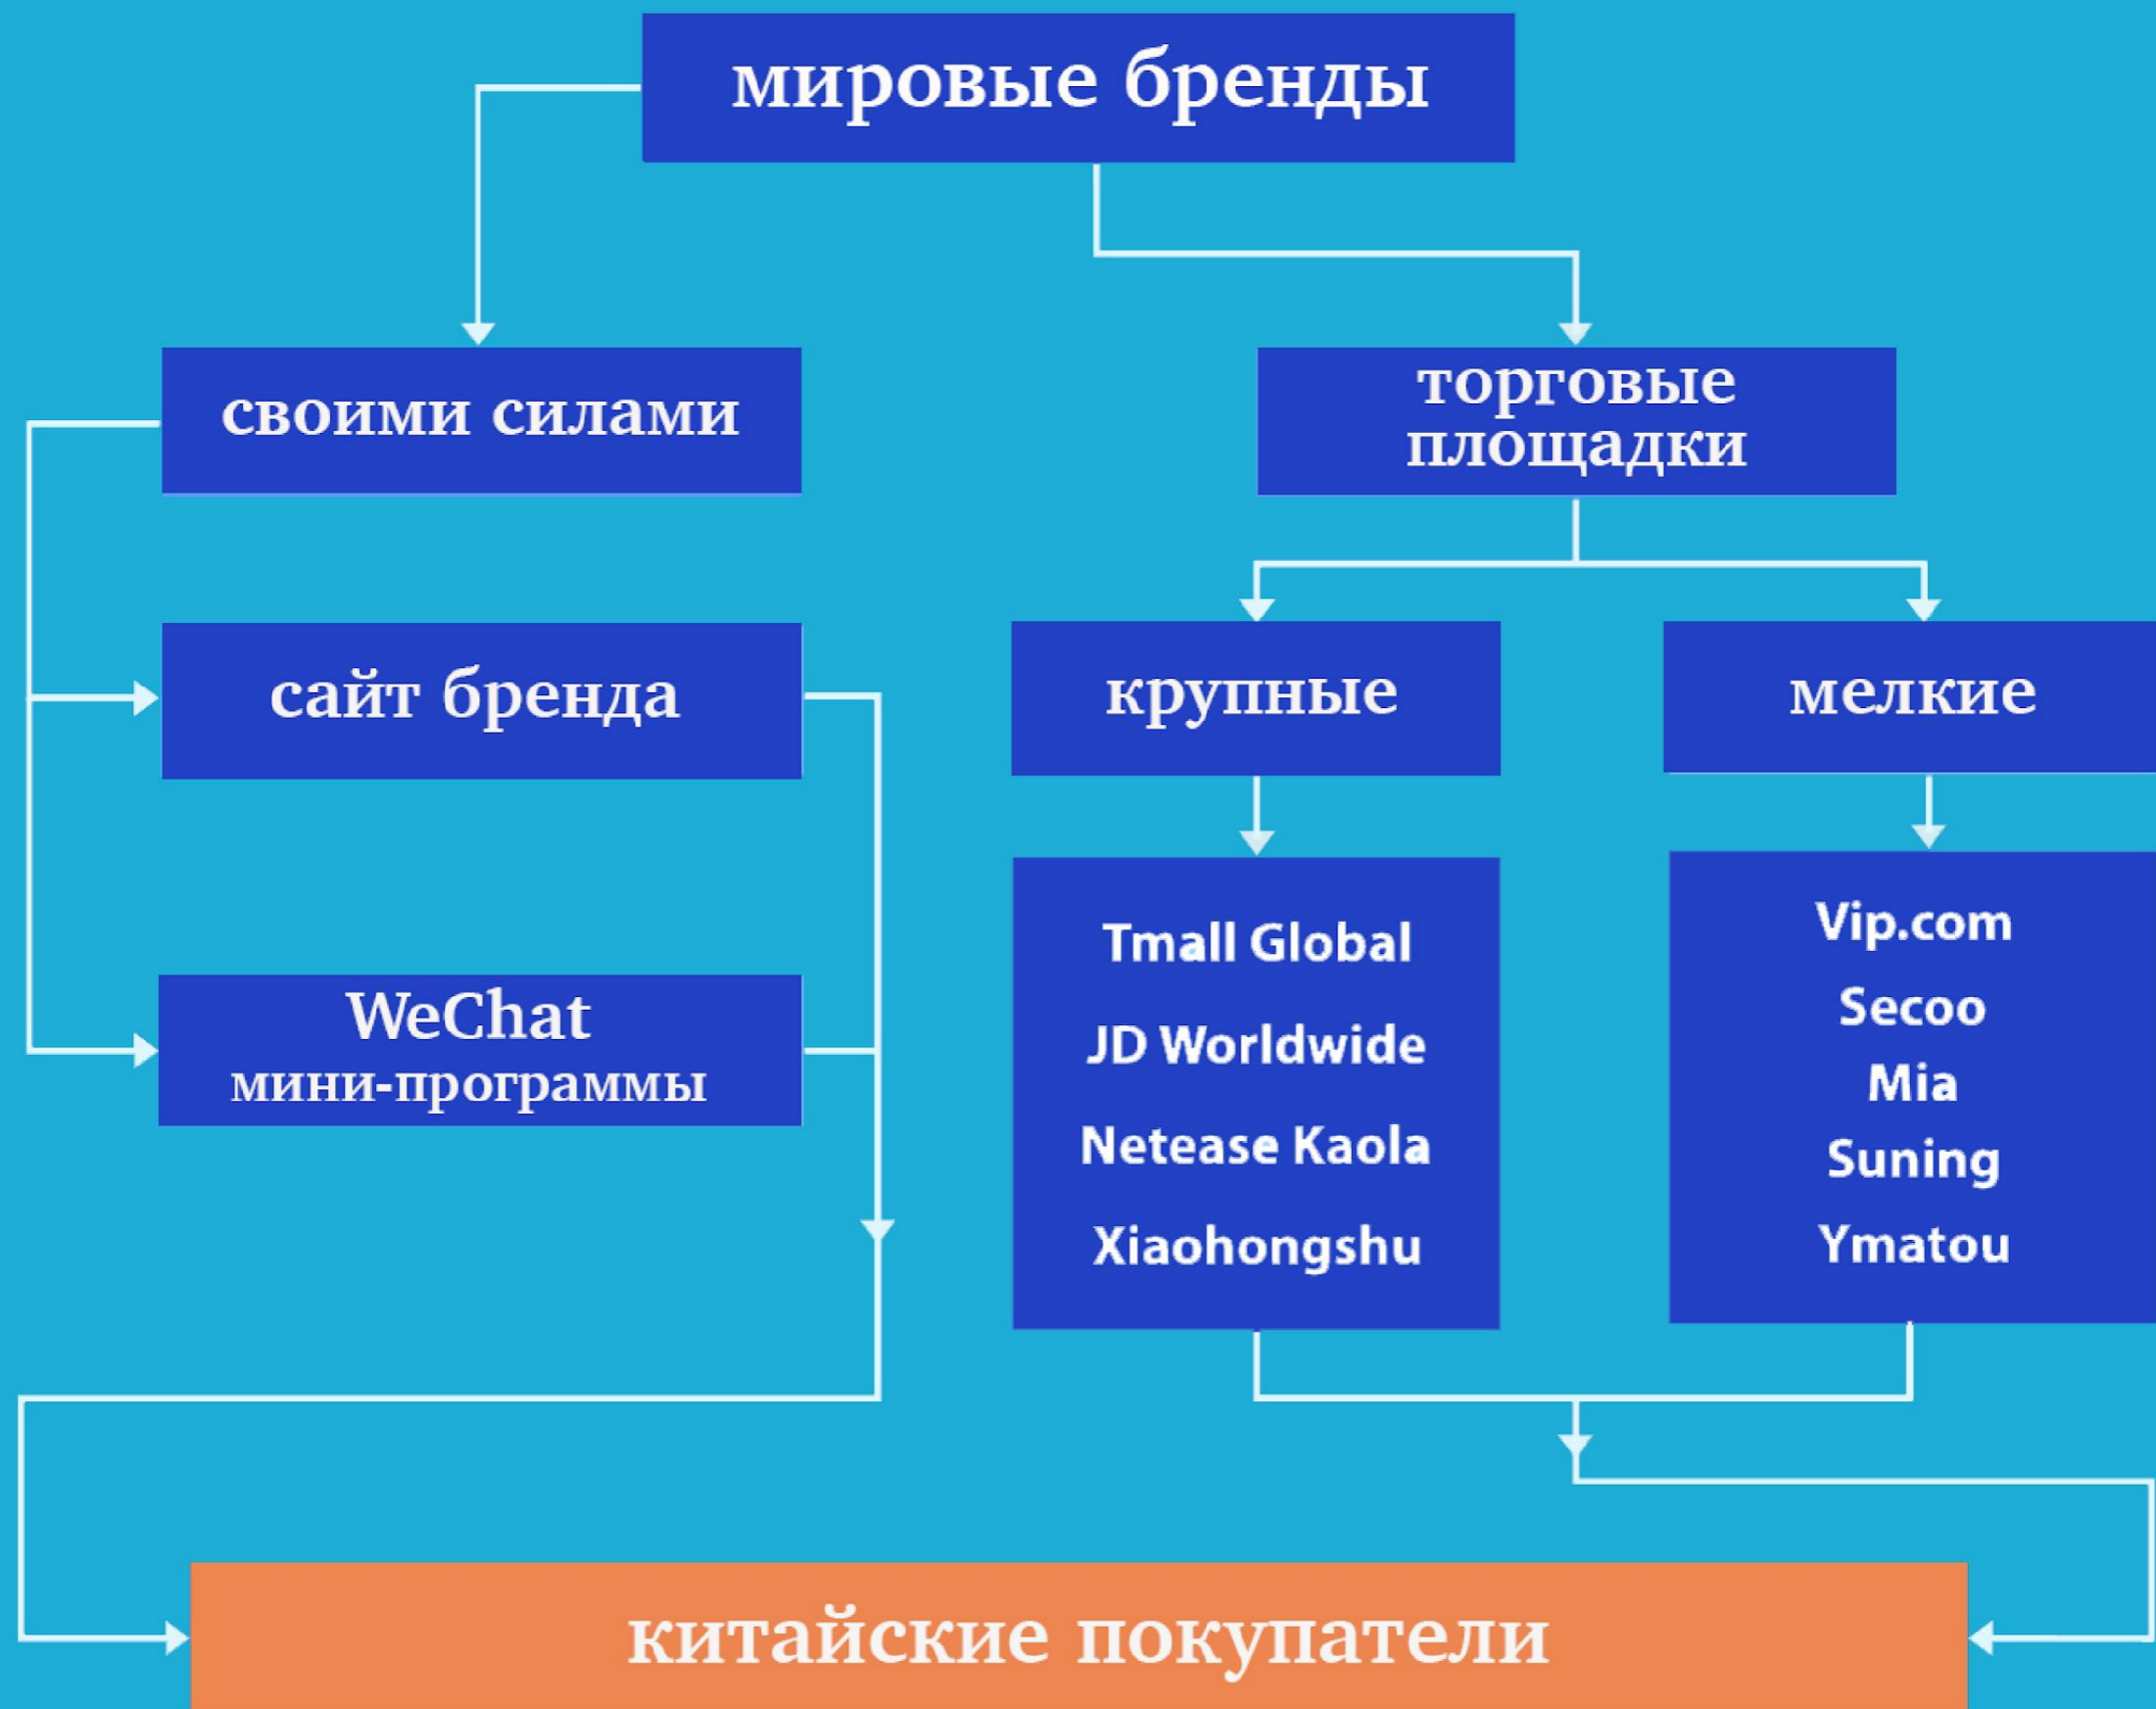 мировые бренды
своими силами
торговые
площадки
сайт бренда
крупные
мелкие
WeChat
мини-программы
Tmall Global
JD Worldwide
Netease Kaola
Xiaohongshu
Vip.com
Secoo
Mia
Suning
Ymatou
китайские покупатели